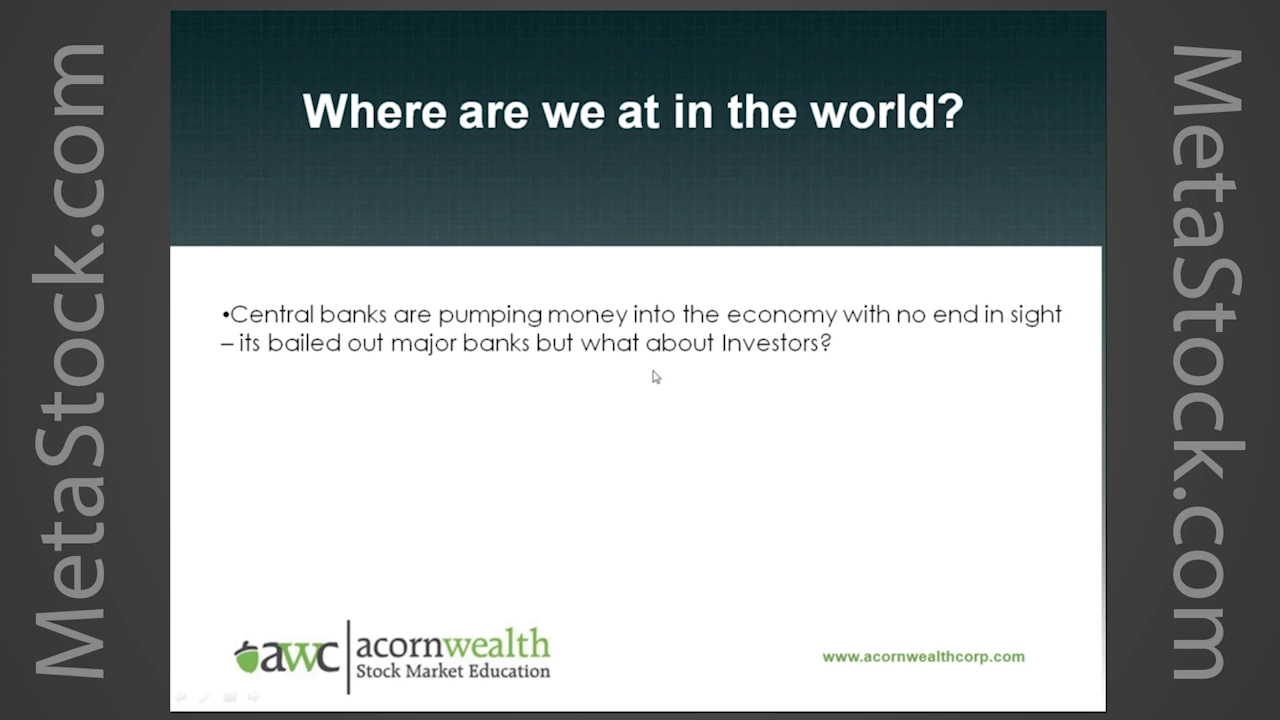 MetaStock.com
Where are we at in the world?
•Central banks are pumping money into the economy with no end in sight
– its bailed out major banks but what about Investors?
awc
acornwealth
Stock Market Education
www.acornwealthcorp.com
MetaStock.com